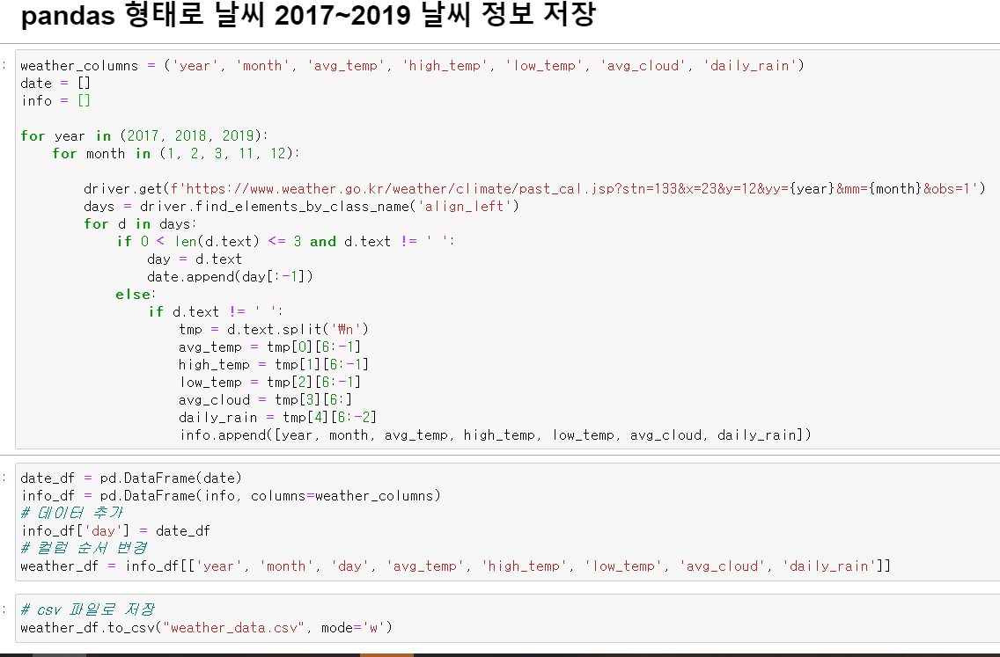 pandas 형태로 날씨 2017~2019 날씨 정보 저장
: weather_columns = ('year', 'month', 'avg_temp', 'high_temp', 'low_temp', 'avg_cloud', 'daily_rain')
date = []
info = []
for year in (2017, 2018, 2019):
for month in (1, 2, 3, 11, 12):
driver.get(f'https://www.weather.go.kr/weather/climate/past_cal.jsp?stn=133&x=23&y=12&yy={year}&mm={month}&obs=1')
days = driver.find_elements_by_class_name('align_left')
for d in days:
if 0 < len(d.text) <= 3 and d.text != ' ':
day = d.text
date.append(day[:-1])
else:
if d.text != ' ':
tmp = d.text.split('₩n')
avg_temp = tmp[0][6:-1]
high_temp = tmp[1][6:-1]
low_temp = tmp[2][6:-1]
avg_cloud = tmp[3][6:]
daily_rain = tmp[4][6:-2]
info.append([year, month, avg_temp, high_temp, low_temp, avg_cloud, daily_rain])
: date_df = pd.DataFrame(date)
info_df = pd.DataFrame(info, columns=weather_columns)
# 데이터 추가
info_df['day'] = date_df
# 컬럼 순서 변경
weather_df = info_df[['year', 'month', 'day', 'avg_temp', 'high_temp', 'low_temp', 'avg_cloud', 'daily_rain']]
: # csv 파일로 저장
weather_df.to_csv("weather_data.csv", mode='w')